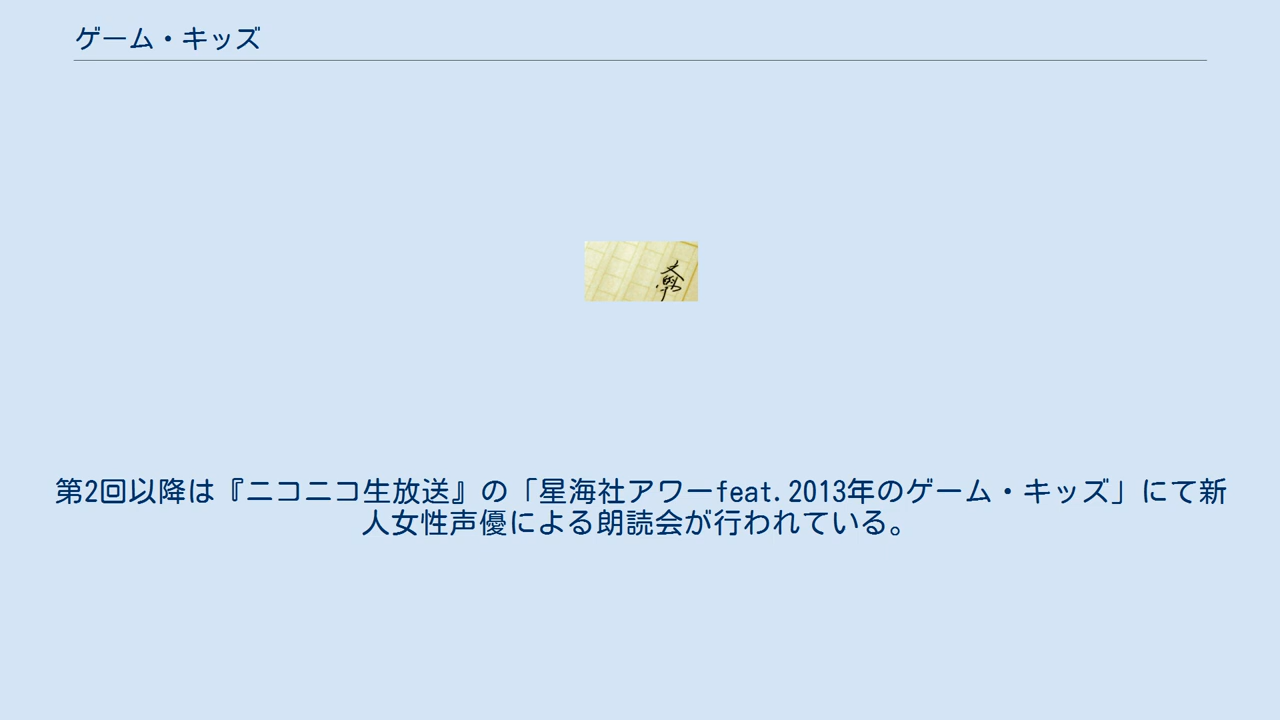 ゲーム・キッズ
第2回以降は『ニコニコ生放送』の「星海社アワーfeat.2013年のゲーム・キッズ」にて新
人女性声優による朗読会が行われている。